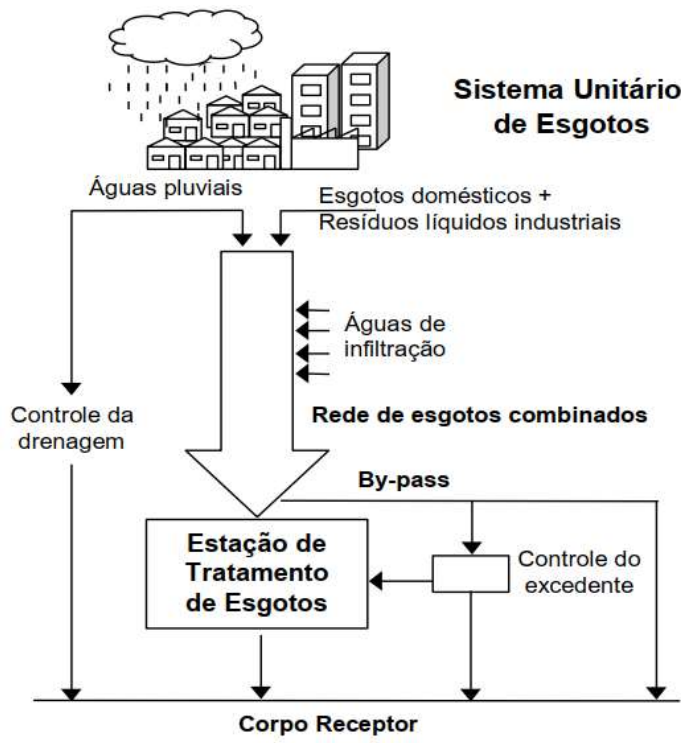 Sistema Unitário
de Esgotos
Águas pluviais
Esgotos domésticos +
Resíduos líquidos industriais
Águas de
infiltração
Controle da
drenagem
Rede de esgotos combinados
By-pass
Estação de
Tratamento
de Esgotos
Controle do
excedente
Corpo Receptor